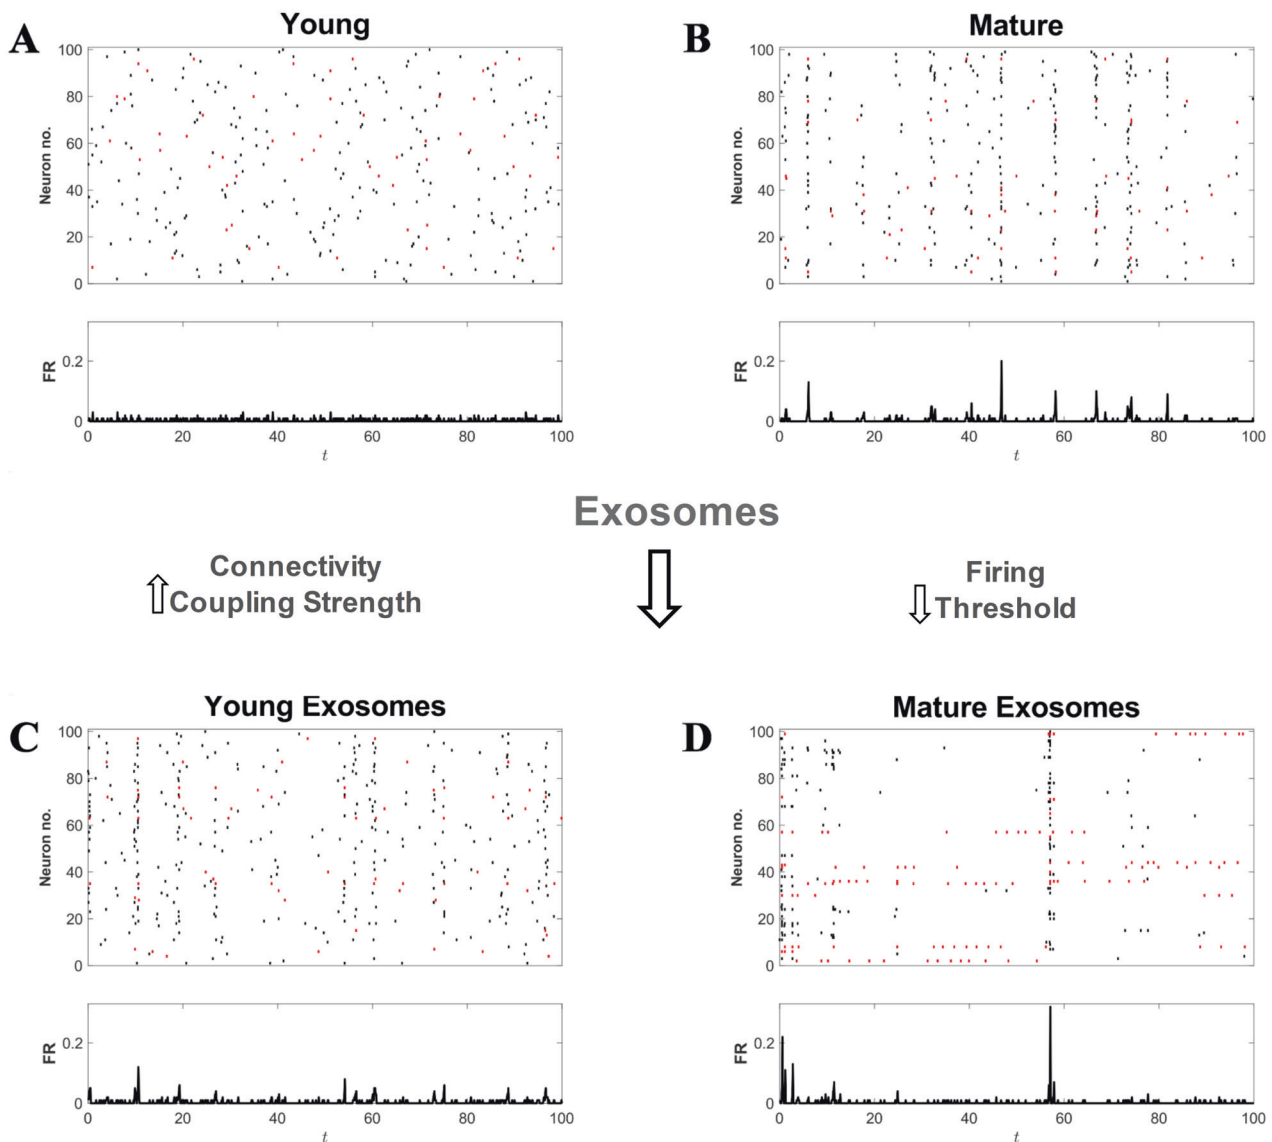 A
Young
100
80
60
40
20
0
Neuron no.
0.2
0
FR
0 20 40 60 80 100
t
B
Mature
100
80
60
40
20
0
Neuron no.
0.2
0
FR
0 20 40 60 80 100
t
Exosomes
Connectivity
Coupling Strength
Firing
Threshold
C
Young Exosomes
100
80
60
40
20
0
Neuron no.
0.2
0
FR
0 20 40 60 80 100
t
D
Mature Exosomes
100
80
60
40
20
0
Neuron no.
0.2
0
FR
0 20 40 60 80 100
t